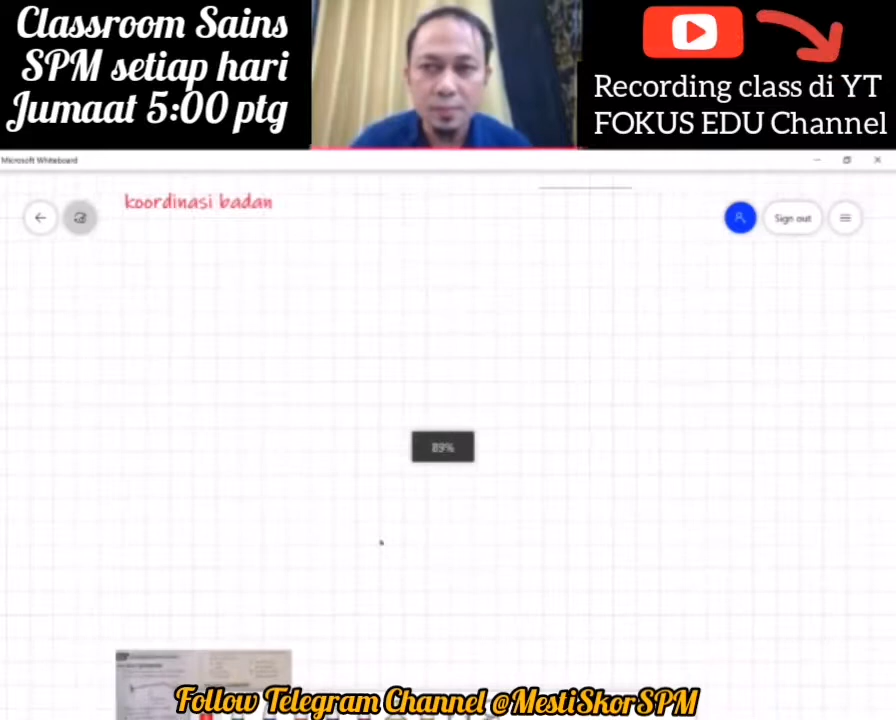 Classroom Sains
SPM setiap hari
Jumaat 5:00 ptg
Recording class di YT
FOKUS EDU Channel
Microsoft Whiteboard
koordinasi badan
Sign out
89%
Follow Telegram Channel @MestiSkorSPM